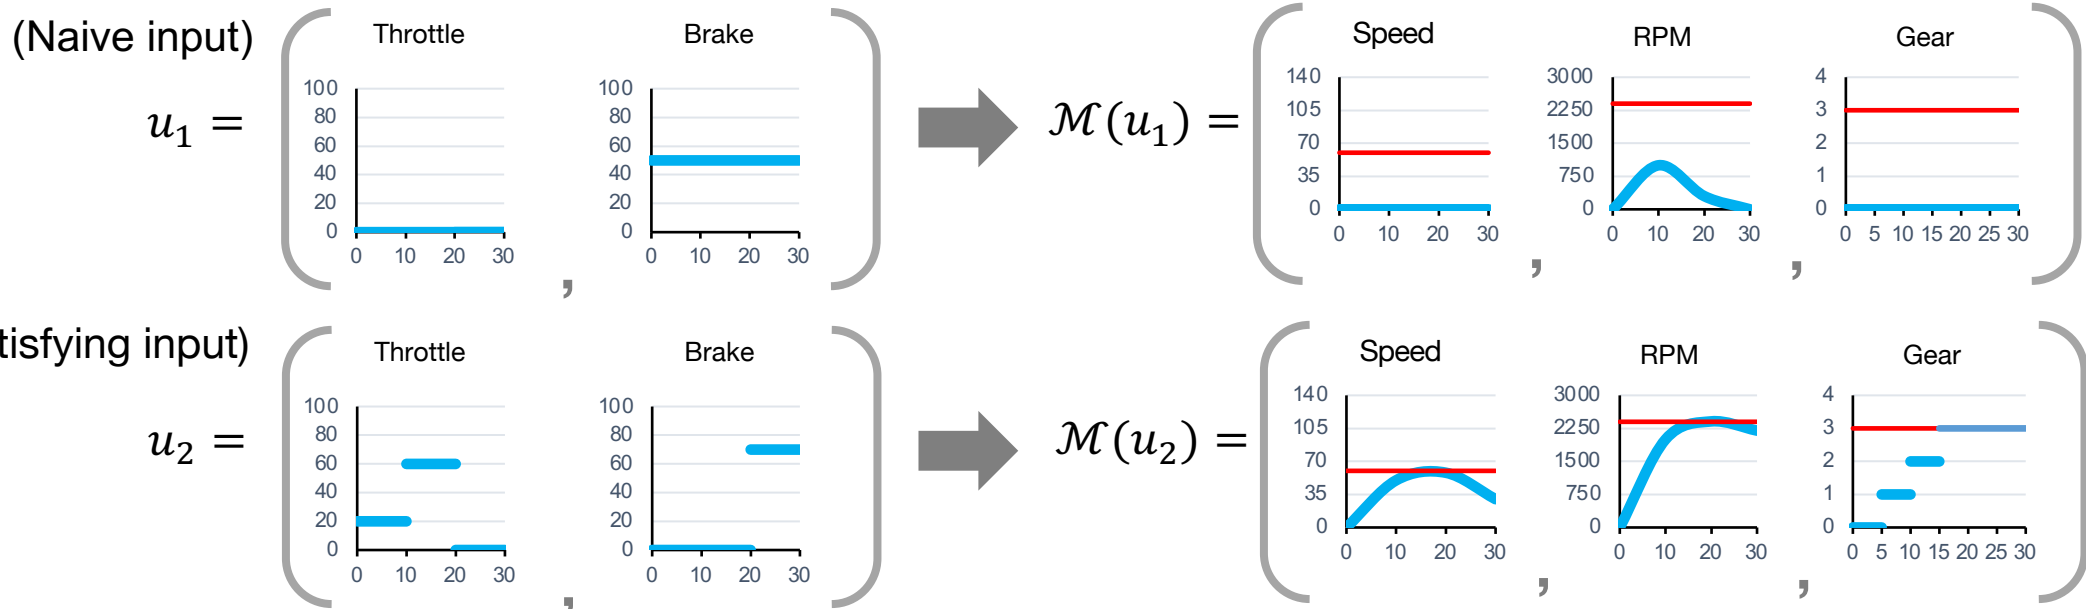 (Naive input)
Throttle
Brake
Speed
RPM
Gear
u₁ =
100
80
60
40
20
0
0 10 20 30
,
100
80
60
40
20
0
0 10 20 30
ℳ(u₁) =
140
105
70
35
0
0 10 20 30
,
3000
2250
1500
750
0
0 10 20 30
,
4
3
2
1
0
0 5 10 15 20 25 30
tisfying input)
Throttle
Brake
Speed
RPM
Gear
u₂ =
100
80
60
40
20
0
0 10 20 30
,
100
80
60
40
20
0
0 10 20 30
ℳ(u₂) =
140
105
70
35
0
0 10 20 30
,
3000
2250
1500
750
0
0 10 20 30
,
4
3
2
1
0
0 5 10 15 20 25 30